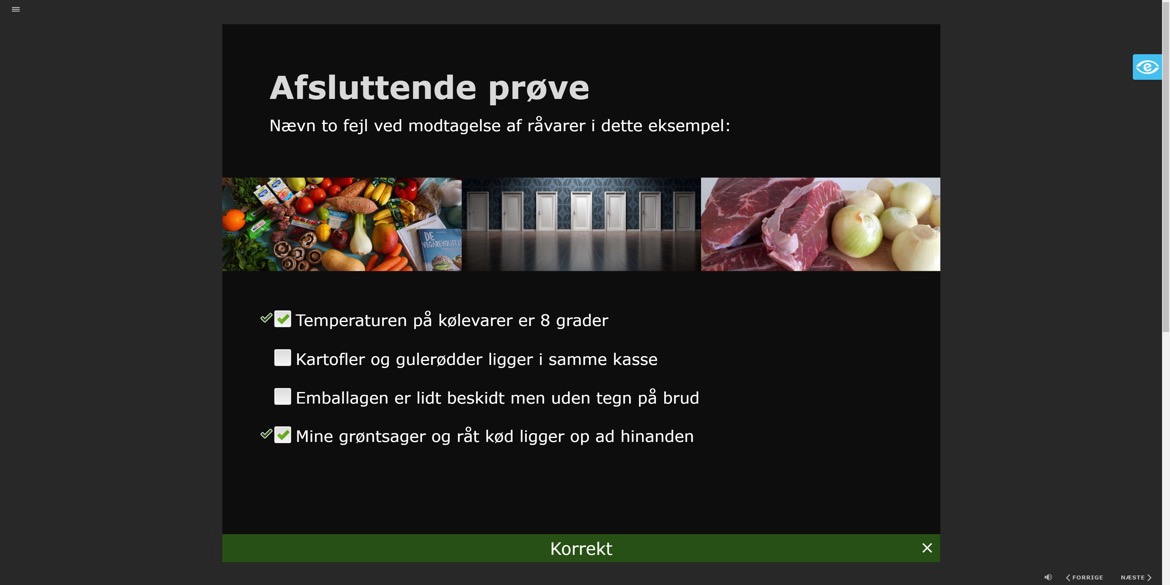 Afsluttende prøve
Nævn to fejl ved modtagelse af råvarer i dette eksempel:
DE
Temperaturen på kølevarer er 8 grader
Kartofler og gulerødder ligger i samme kasse
Emballagen er lidt beskidt men uden tegn på brud
Mine grøntsager og råt kød ligger op ad hinanden
Korrekt
FORRIGE
NÆSTE